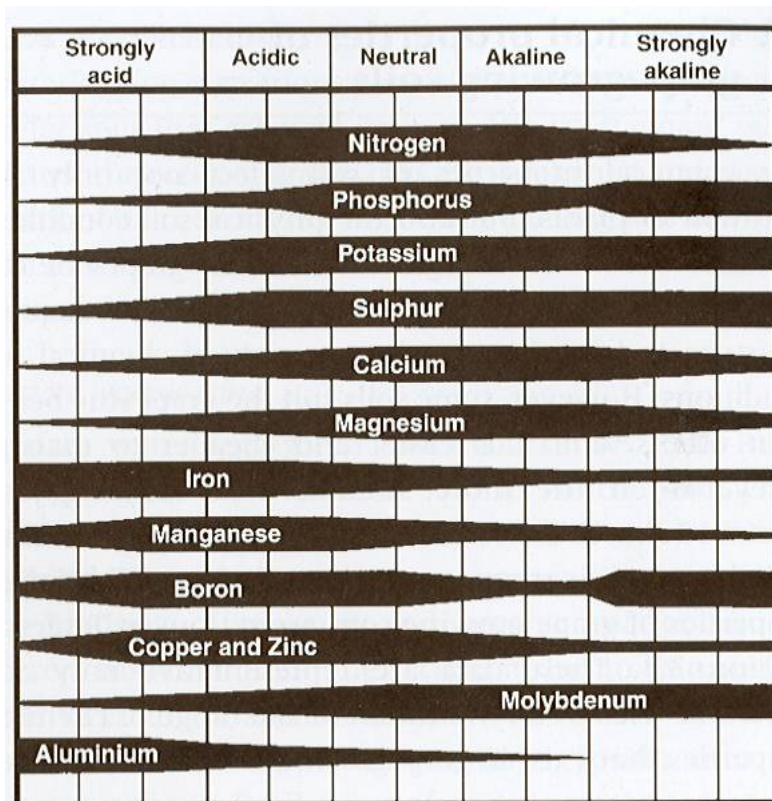 Strongly acid
Acidic
Neutral
Akaline
Strongly akaline
Nitrogen
Phosphorus
Potassium
Sulphur
Calcium
Magnesium
Iron
Manganese
Boron
Copper and Zinc
Molybdenum
Aluminium